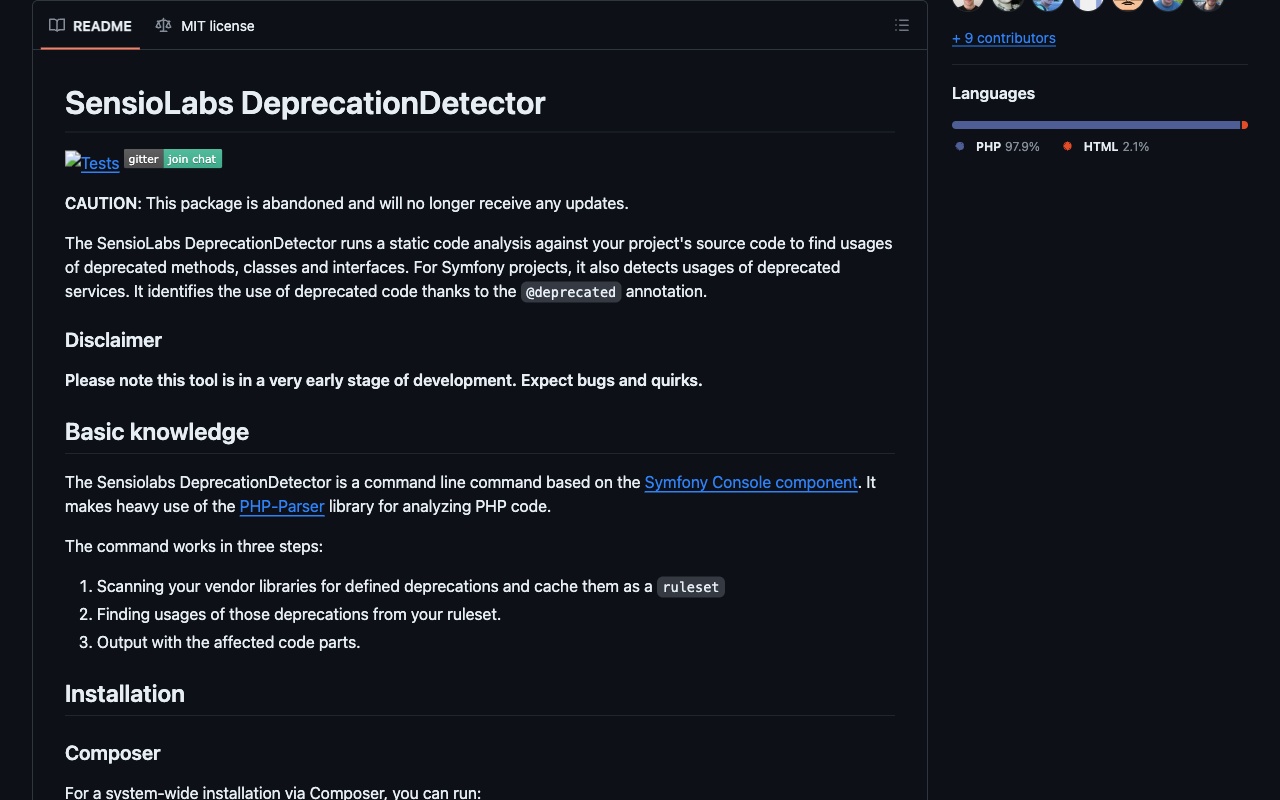 README
MIT license
SensioLabs DeprecationDetector
Tests gitter join chat
CAUTION: This package is abandoned and will no longer receive any updates.
The SensioLabs DeprecationDetector runs a static code analysis against your project's source code to find usages
of deprecated methods, classes and interfaces. For Symfony projects, it also detects usages of deprecated
services. It identifies the use of deprecated code thanks to the @deprecated annotation.
Disclaimer
Please note this tool is in a very early stage of development. Expect bugs and quirks.
Basic knowledge
The Sensiolabs DeprecationDetector is a command line command based on the Symfony Console component. It
makes heavy use of the PHP-Parser library for analyzing PHP code.
The command works in three steps:
1. Scanning your vendor libraries for defined deprecations and cache them as a ruleset
2. Finding usages of those deprecations from your ruleset.
3. Output with the affected code parts.
Installation
Composer
For a system-wide installation via Composer, you can run:
+ 9 contributors
Languages
PHP 97.9% HTML 2.1%